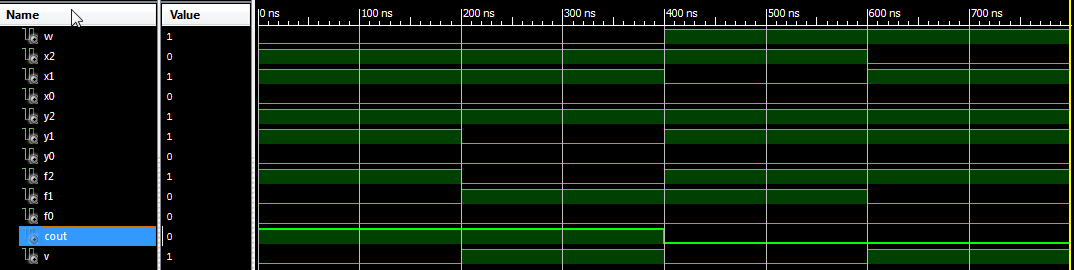 Name Value 0 ns 100 ns 200 ns 300 ns 400 ns 500 ns 600 ns 700 ns
w 1
x2 0
x1 1
x0 0
y2 1
y1 1
y0 0
f2 1
f1 0
f0 0
cout 0
v 1